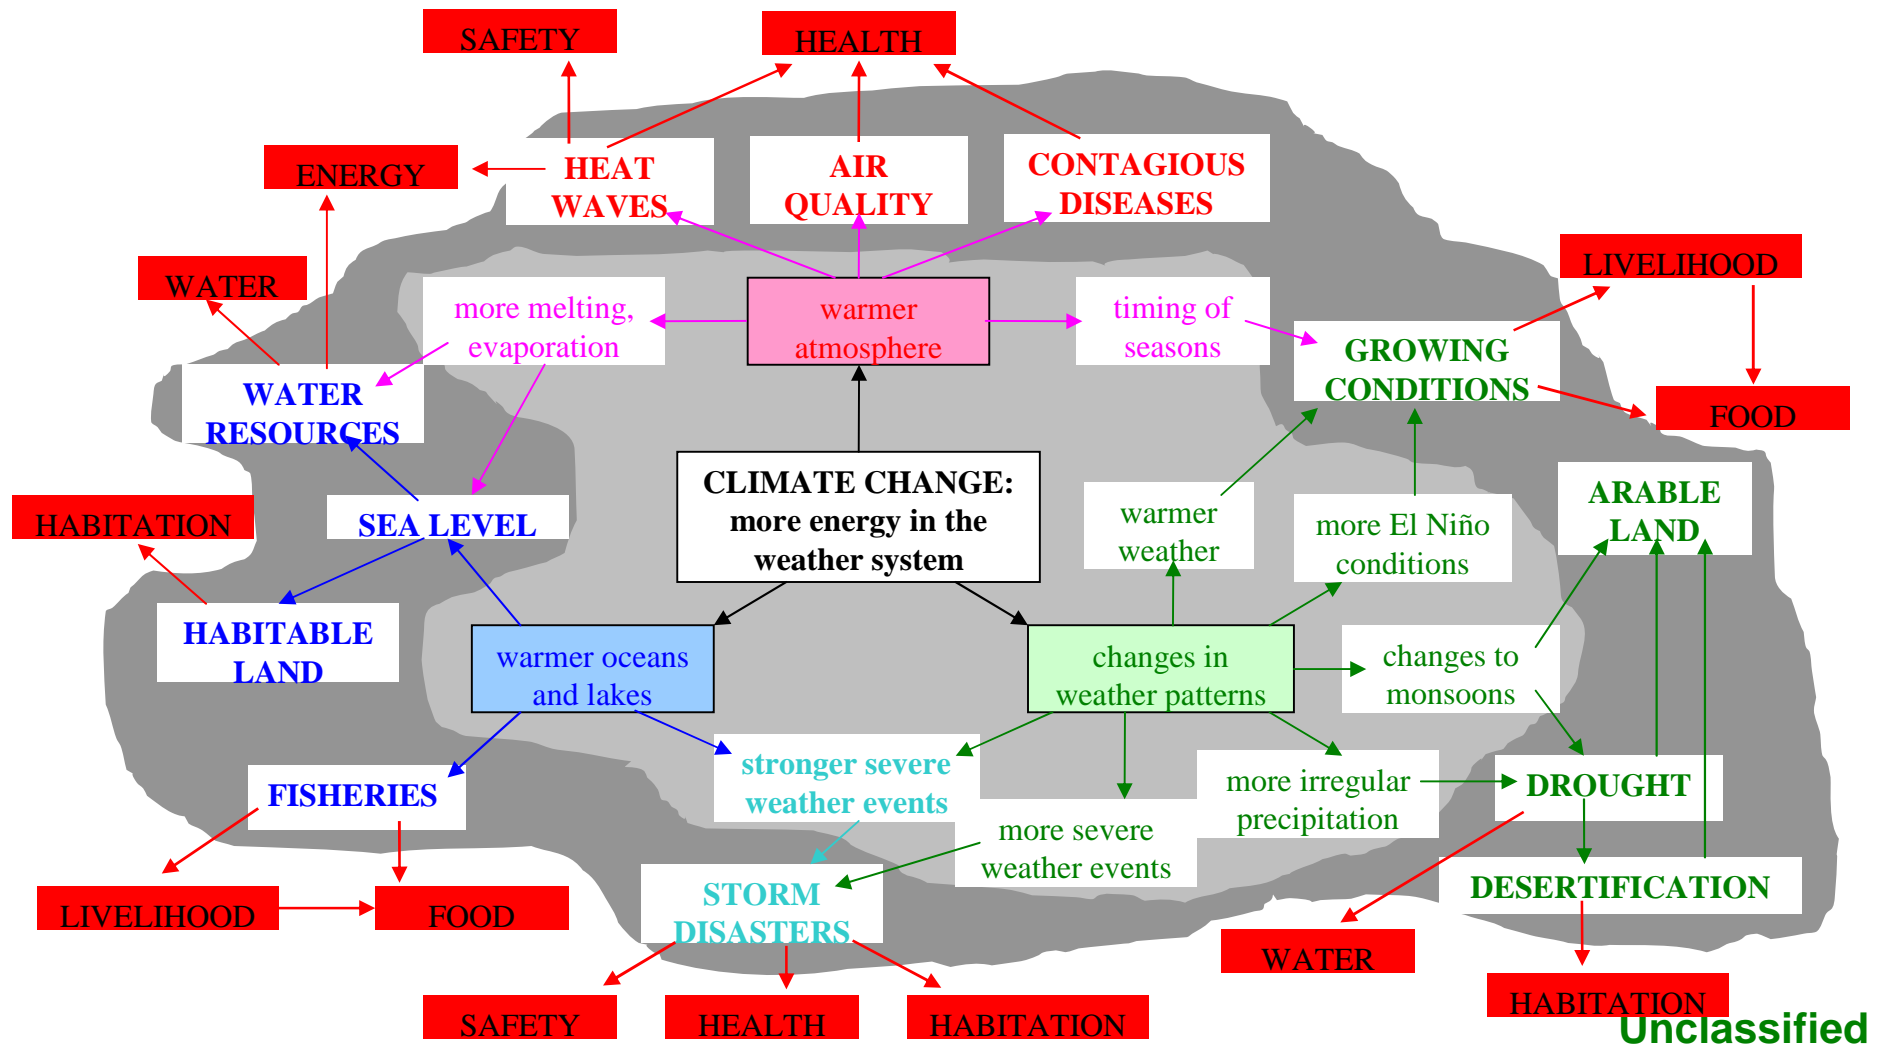 SAFETY
HEALTH
ENERGY
HEAT
WAVES
AIR
QUALITY
CONTAGIOUS
DISEASES
WATER
LIVELIHOOD
more melting,
evaporation
warmer
atmosphere
timing of
seasons
GROWING
CONDITIONS
FOOD
WATER
RESOURCES
CLIMATE CHANGE:
more energy in the
weather system
HABITATION
SEA LEVEL
warmer
weather
more El Niño
conditions
ARABLE
LAND
HABITABLE
LAND
warmer oceans
and lakes
changes in
weather patterns
changes to
monsoons
FISHERIES
stronger severe
weather events
more severe
weather events
more irregular
precipitation
DROUGHT
DESERTIFICATION
LIVELIHOOD
FOOD
STORM
DISASTERS
WATER
SAFETY
HEALTH
HABITATION
HABITATION
Unclassified